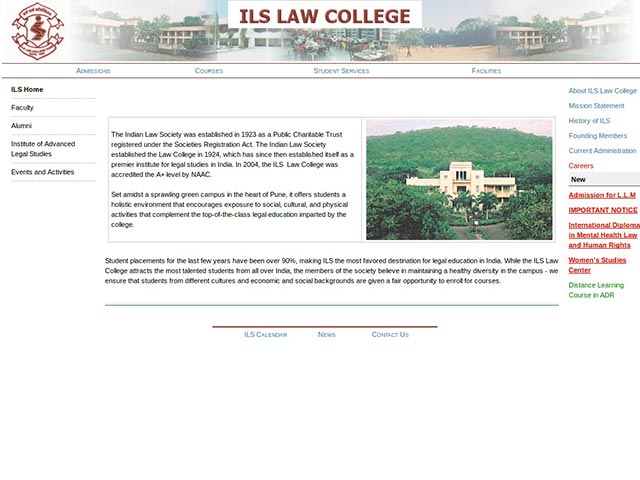 ILS LAW COLLEGE
Admissions
Courses
Student Services
Facilities
ILS Home
Faculty
Alumni
Institute of Advanced
Legal Studies
Events and Activities
The Indian Law Society was established in 1923 as a Public Charitable Trust
registered under the Societies Registration Act. The Indian Law Society
established the Law College in 1924, which has since then established itself as a
premier institute for legal studies in India. In 2004, the ILS Law College was
accredited the A+ level by NAAC.
Set amidst a sprawling green campus in the heart of Pune, it offers students a
holistic environment that encourages exposure to social, cultural, and physical
activities that complement the top-of-the-class legal education imparted by the
college.
Student placements for the last few years have been over 90%, making ILS the most favored destination for legal education in India. While the ILS Law
College attracts the most talented students from all over India, the members of the society believe in maintaining a healthy diversity in the campus - we
ensure that students from different cultures and economic and social backgrounds are given a fair opportunity to enroll for courses.
About ILS Law College
Mission Statement
History of ILS
Founding Members
Current Administration
Careers
New
Admission for L.L.M
IMPORTANT NOTICE
International Diploma
in Mental Health Law
and Human Rights
Women's Studies
Center
Distance Learning
Course in ADR
ILS Calendar
News
Contact Us